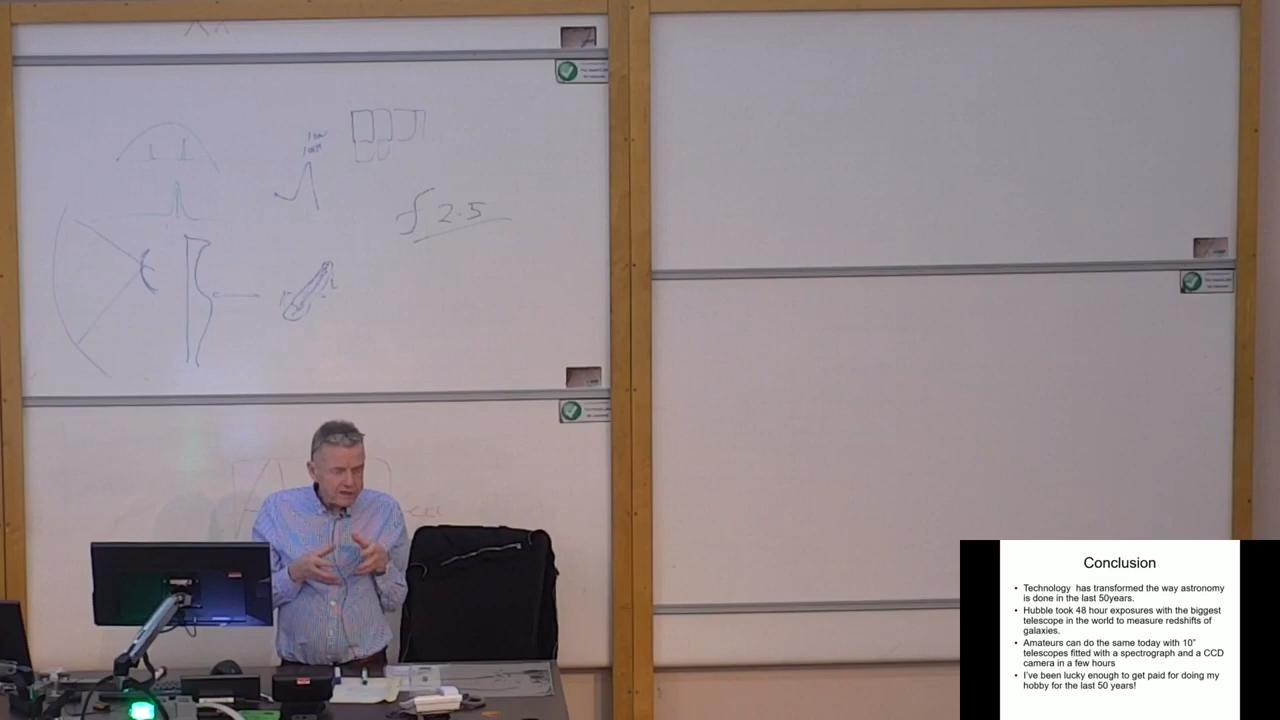 f 2.5
Conclusion
• Technology has transformed the way astronomy
is done in the last 50years.
• Hubble took 48 hour exposures with the biggest
telescope in the world to measure redshifts of
galaxies.
• Amateurs can do the same today with 10"
telescopes fitted with a spectrograph and a CCD
camera in a few hours
• I've been lucky enough to get paid for doing my
hobby for the last 50 years!